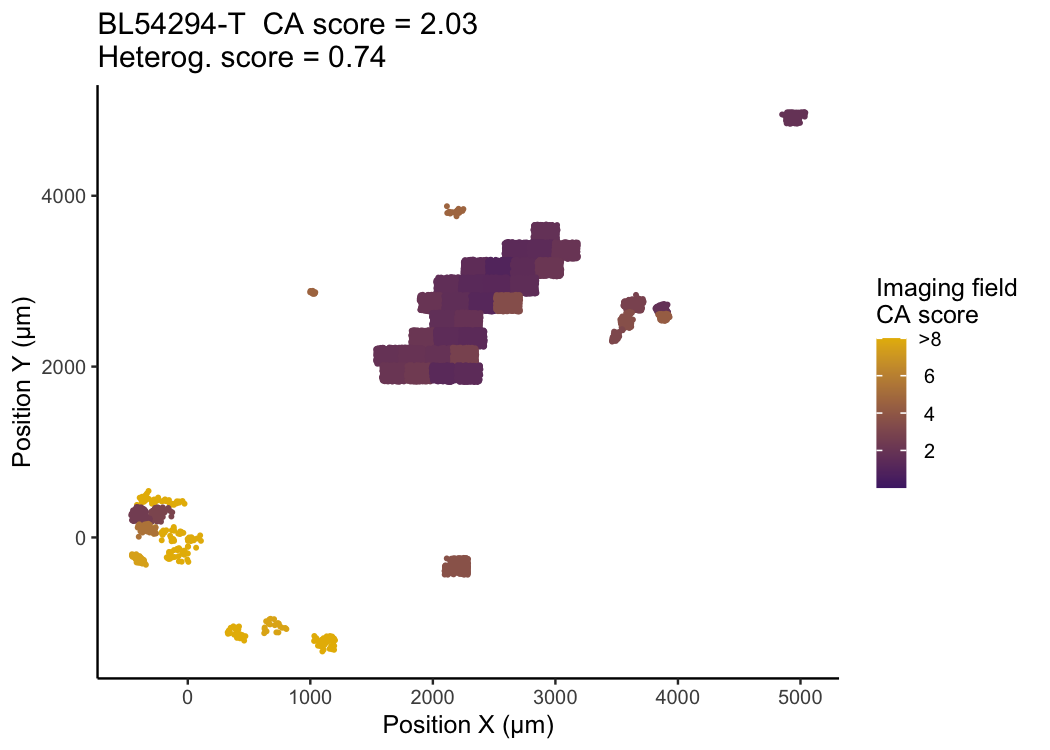 BL54294-T  CA score = 2.03
Heterog. score = 0.74
Position Y (µm)
4000
2000
0
0 1000 2000 3000 4000 5000
Position X (µm)
Imaging field
CA score
>8
6
4
2